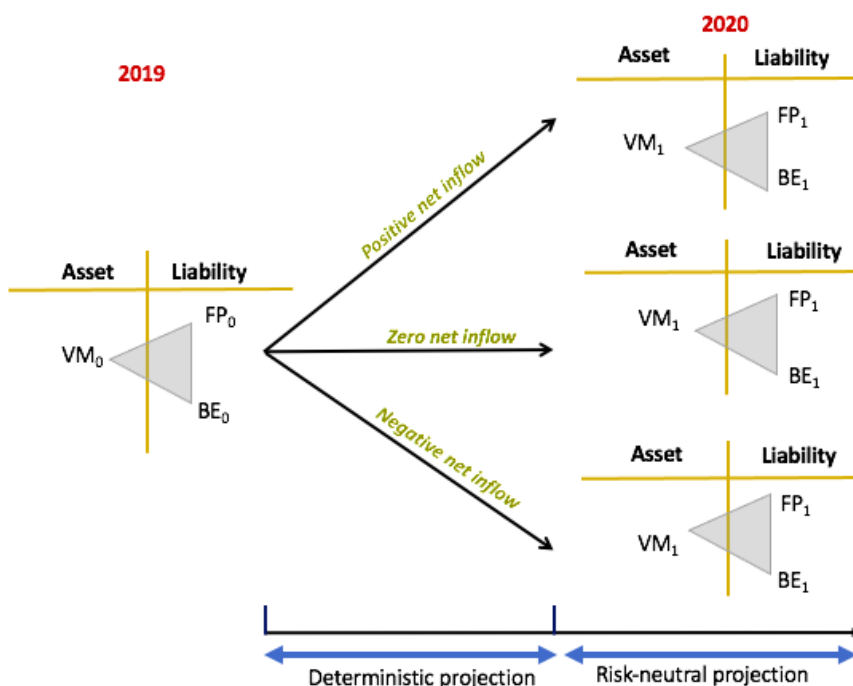 2019
Asset Liability
FP₀
VM₀
BE₀
Positive net inflow
Zero net inflow
Negative net inflow
2020
Asset Liability
FP₁
VM₁
BE₁
Asset Liability
FP₁
VM₁
BE₁
Asset Liability
FP₁
VM₁
BE₁
Deterministic projection
Risk-neutral projection